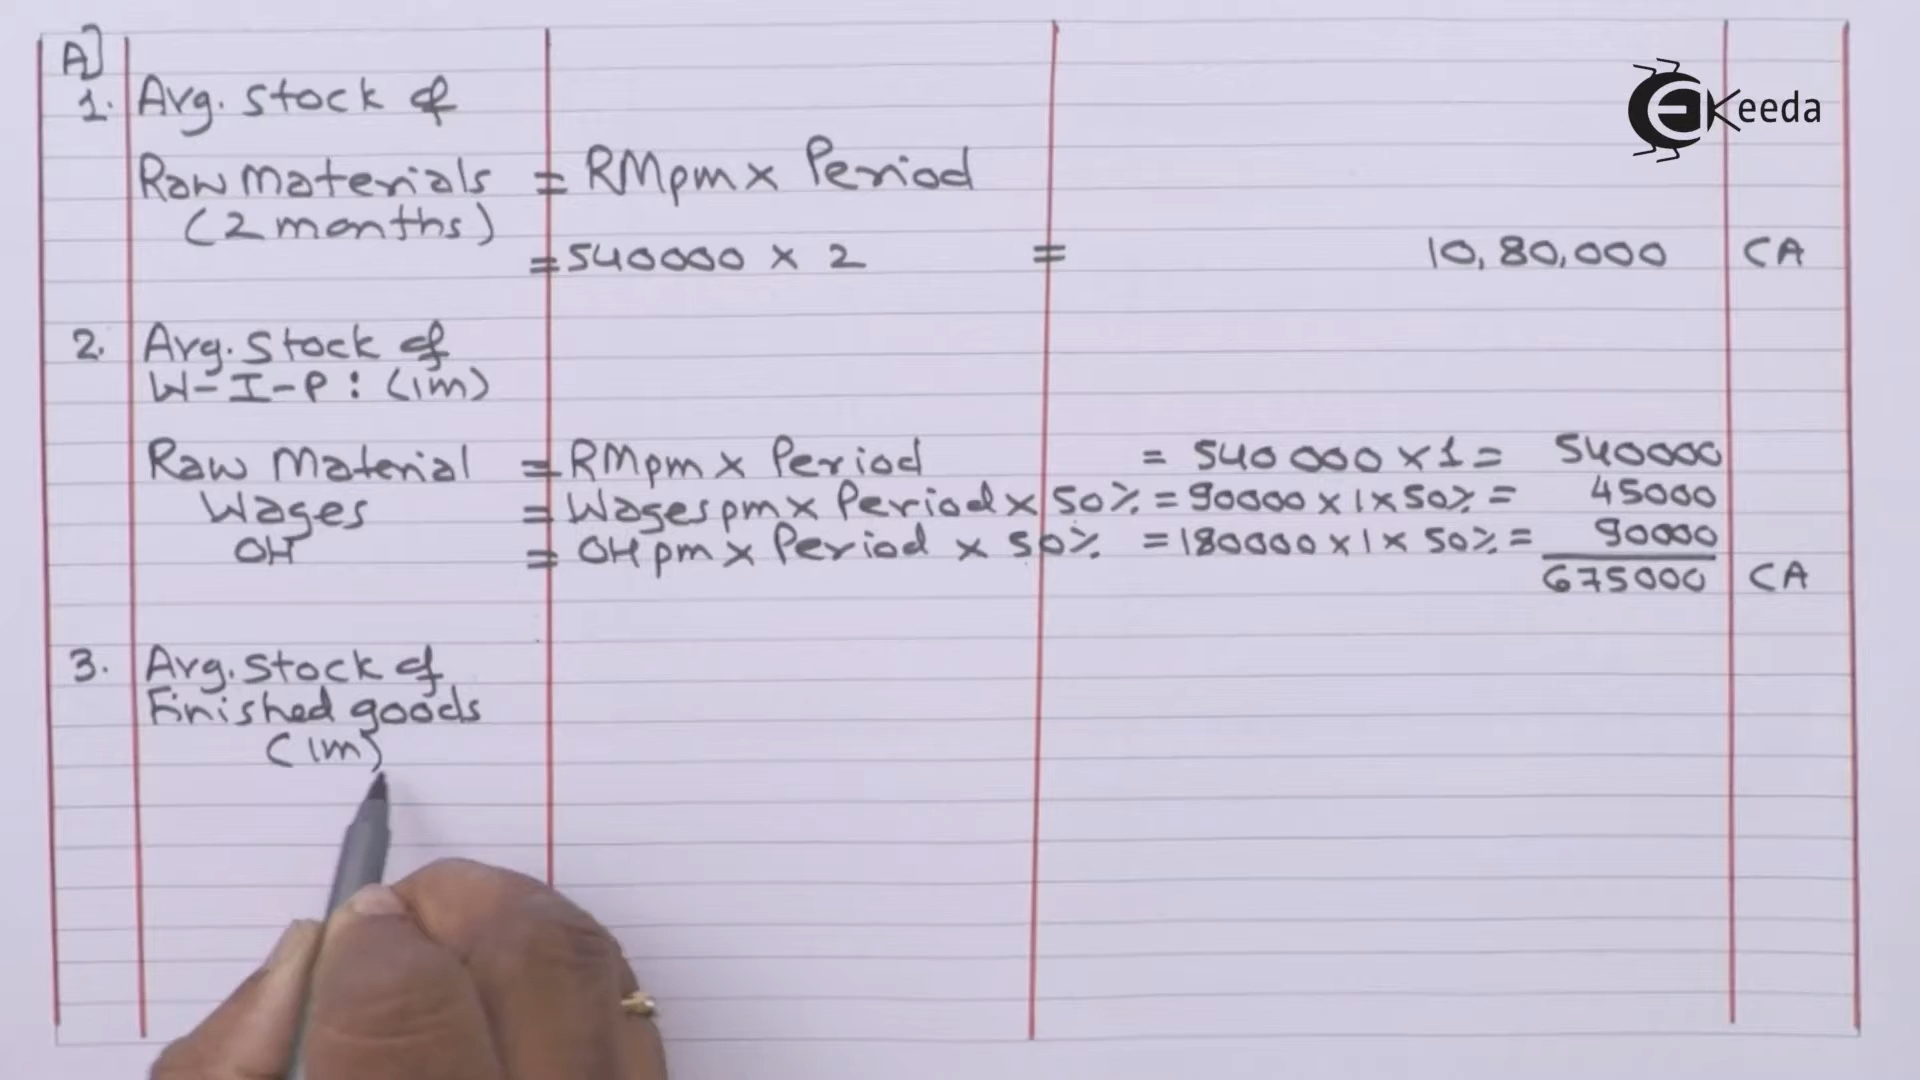 A]
1. Avg. stock of
Raw Materials = RMpm x Period
(2 months)
= 540000 x 2 = 10,80,000 CA
2. Avg. Stock of
W-I-P : (1m)
Raw Material = RMpm x Period = 540000 x 1 = 540000
Wages = Wages pm x Period x 50% = 90000 x 1 x 50% = 45000
OH = OH pm x Period x 50% = 180000 x 1 x 50% = 90000
675000 CA
3. Avg. Stock of
Finished goods
(1m)
EKeeda